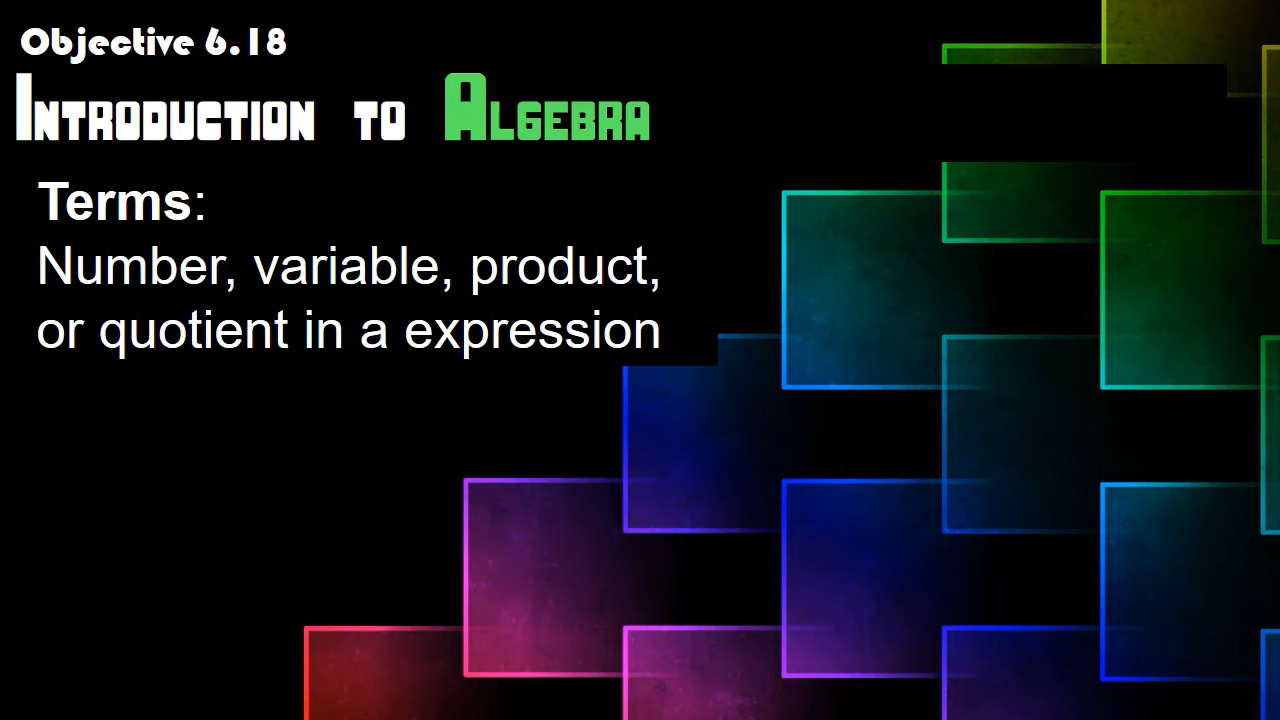 Objective 6.18
Introduction to Algebra
Terms:
Number, variable, product,
or quotient in a expression